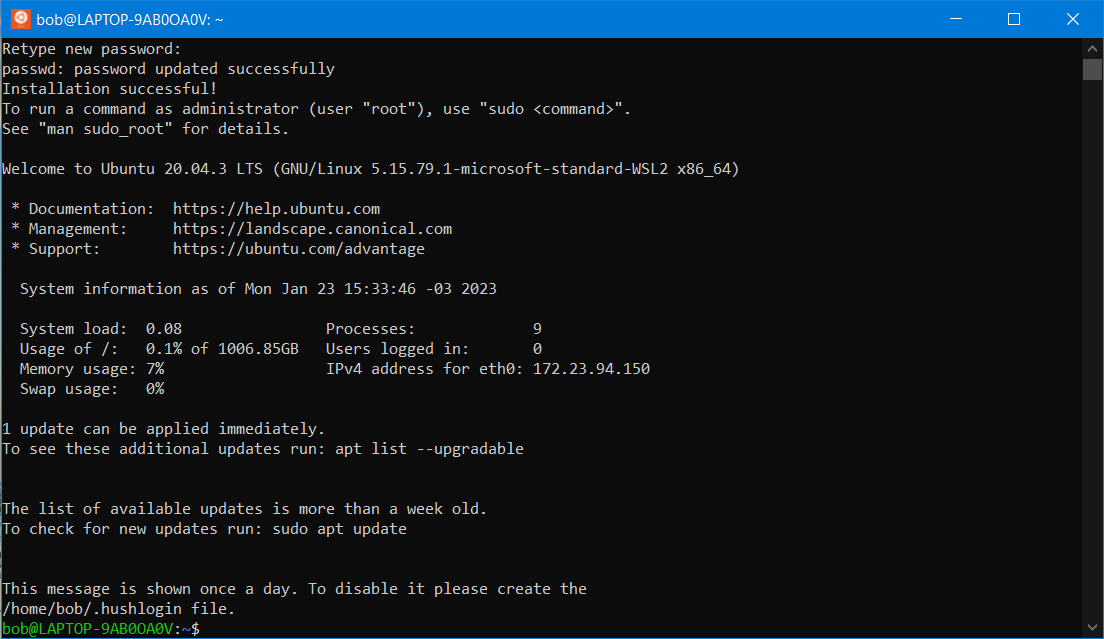 bob@LAPTOP-9AB0OA0V: ~
Retype new password:
passwd: password updated successfully
Installation successful!
To run a command as administrator (user "root"), use "sudo <command>".
See "man sudo_root" for details.
Welcome to Ubuntu 20.04.3 LTS (GNU/Linux 5.15.79.1-microsoft-standard-WSL2 x86_64)
* Documentation:  https://help.ubuntu.com
* Management:     https://landscape.canonical.com
* Support:        https://ubuntu.com/advantage
System information as of Mon Jan 23 15:33:46 -03 2023
System load:  0.08                Processes:             9
Usage of /:   0.1% of 1006.85GB   Users logged in:       0
Memory usage: 7%                  IPv4 address for eth0: 172.23.94.150
Swap usage:   0%
1 update can be applied immediately.
To see these additional updates run: apt list --upgradable
The list of available updates is more than a week old.
To check for new updates run: sudo apt update
This message is shown once a day. To disable it please create the
/home/bob/.hushlogin file.
bob@LAPTOP-9AB0OA0V:~$